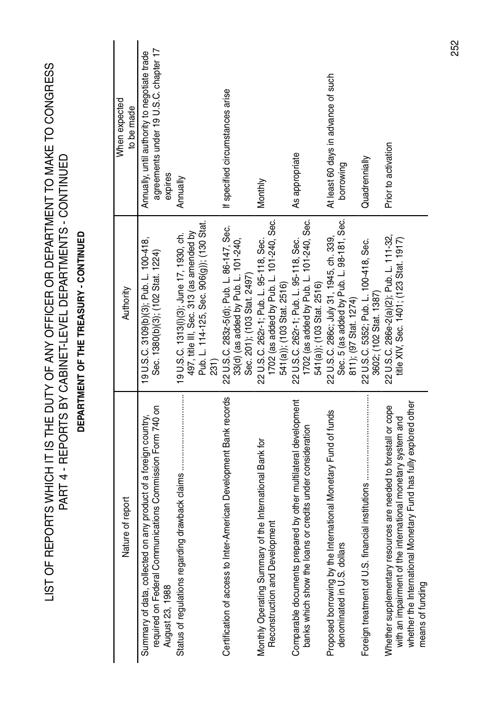 LIST OF REPORTS WHICH IT IS THE DUTY OF ANY OFFICER OR DEPARTMENT TO MAKE TO CONGRESS
PART 4 - REPORTS BY CABINET-LEVEL DEPARTMENTS - CONTINUED
DEPARTMENT OF THE TREASURY - CONTINUED
Nature of report
Authority
When expected
to be made
Summary of data, collected on any product of a foreign country,
required on Federal Communications Commission Form 740 on
August 23, 1988
19 U.S.C. 3109(b)(3); Pub. L. 100-418,
Sec. 1380(b)(3); (102 Stat. 1224)
Annually, until authority to negotiate trade
agreements under 19 U.S.C. chapter 17
expires
Status of regulations regarding drawback claims
19 U.S.C. 1313(l)(3); June 17, 1930, ch.
497, title III, Sec. 313 (as amended by
Pub. L. 114-125, Sec. 906(g)); (130 Stat.
231)
Annually
Certification of access to Inter-American Development Bank records
22 U.S.C. 283z-5(d); Pub. L. 86-147, Sec.
33(d) (as added by Pub. L. 101-240,
Sec. 201); (103 Stat. 2497)
If specified circumstances arise
Monthly Operating Summary of the International Bank for
Reconstruction and Development
22 U.S.C. 262r-1; Pub. L. 95-118, Sec.
1702 (as added by Pub. L. 101-240, Sec.
541(a)); (103 Stat. 2516)
Monthly
Comparable documents prepared by other multilateral development
banks which show the loans or credits under consideration
22 U.S.C. 262r-1; Pub. L. 95-118, Sec.
1702 (as added by Pub. L. 101-240, Sec.
541(a)); (103 Stat. 2516)
As appropriate
Proposed borrowing by the International Monetary Fund of funds
denominated in U.S. dollars
22 U.S.C. 286c; July 31, 1945, ch. 339,
Sec. 5 (as added by Pub. L. 98-181, Sec.
811); (97 Stat. 1274)
At least 60 days in advance of such
borrowing
Foreign treatment of U.S. financial institutions
22 U.S.C. 5352; Pub. L. 100-418, Sec.
3602; (102 Stat. 1387)
Quadrennially
Whether supplementary resources are needed to forestall or cope
with an impairment of the international monetary system and
whether the International Monetary Fund has fully explored other
means of funding
22 U.S.C. 286e-2(a)(2); Pub. L. 111-32,
title XIV, Sec. 1401; (123 Stat. 1917)
Prior to activation
252